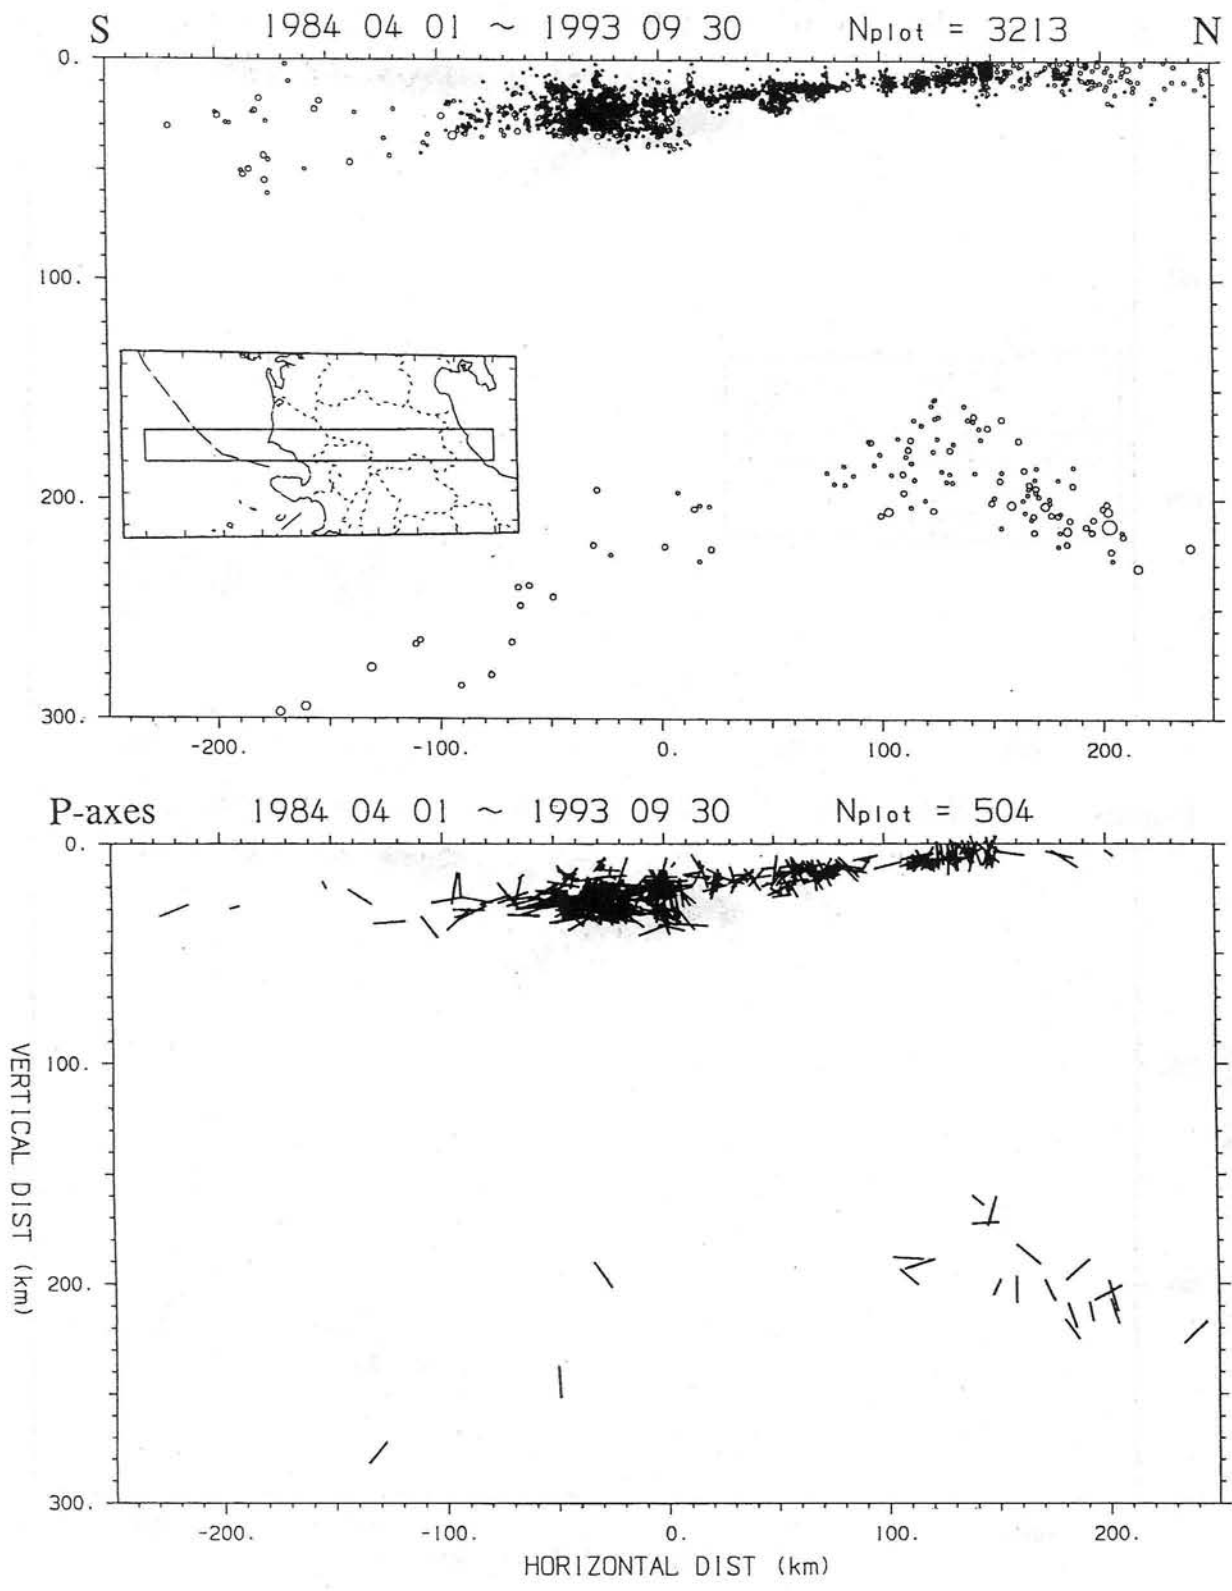 S 1984 04 01 ~ 1993 09 30 Nplot = 3213 N
0.
100.
200.
300.
-200. -100. 0. 100. 200.
P-axes 1984 04 01 ~ 1993 09 30 Nplot = 504
0.
100.
200.
300.
VERTICAL DIST (km)
-200. -100. 0. 100. 200.
HORIZONTAL DIST (km)